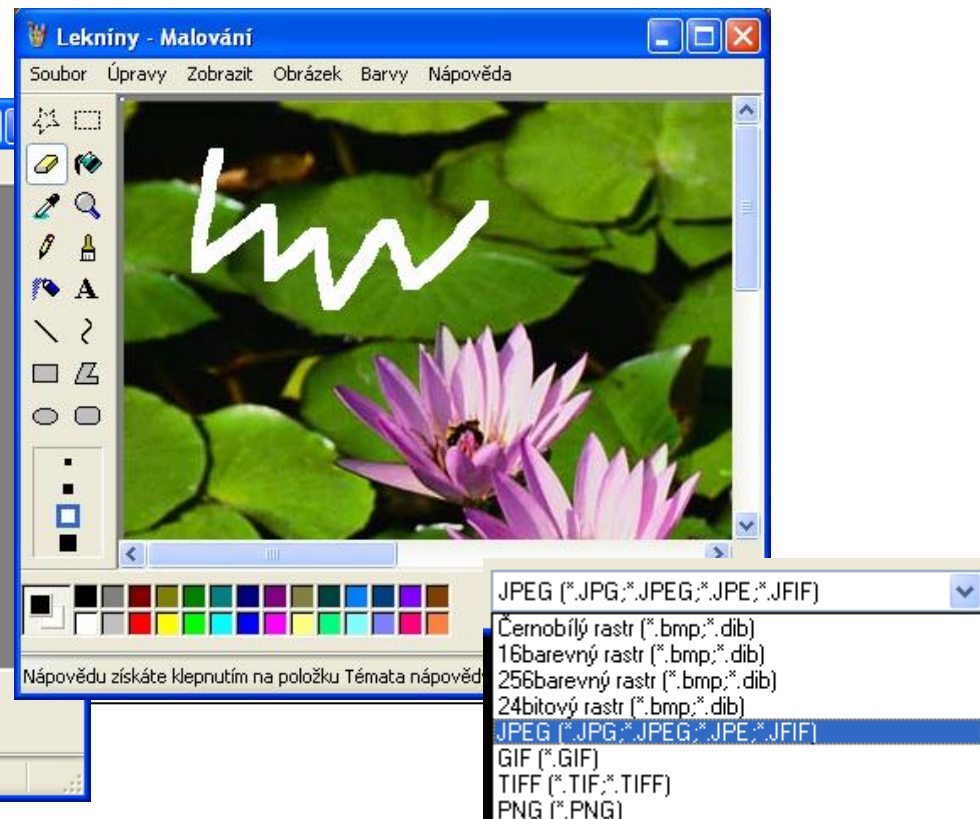 Lekníny - Malování
Soubor Úpravy Zobrazit Obrázek Barvy Nápověda
A
Nápovědu získáte klepnutím na položku Témata nápověd
JPEG (*.JPG;*.JPEG;*.JPE;*.JFIF)
Černobílý rastr (*.bmp;*.dib)
16barevný rastr (*.bmp;*.dib)
256barevný rastr (*.bmp;*.dib)
24bitový rastr (*.bmp;*.dib)
JPEG (*.JPG;*.JPEG;*.JPE;*.JFIF)
GIF (*.GIF)
TIFF (*.TIF;*.TIFF)
PNG (*.PNG)